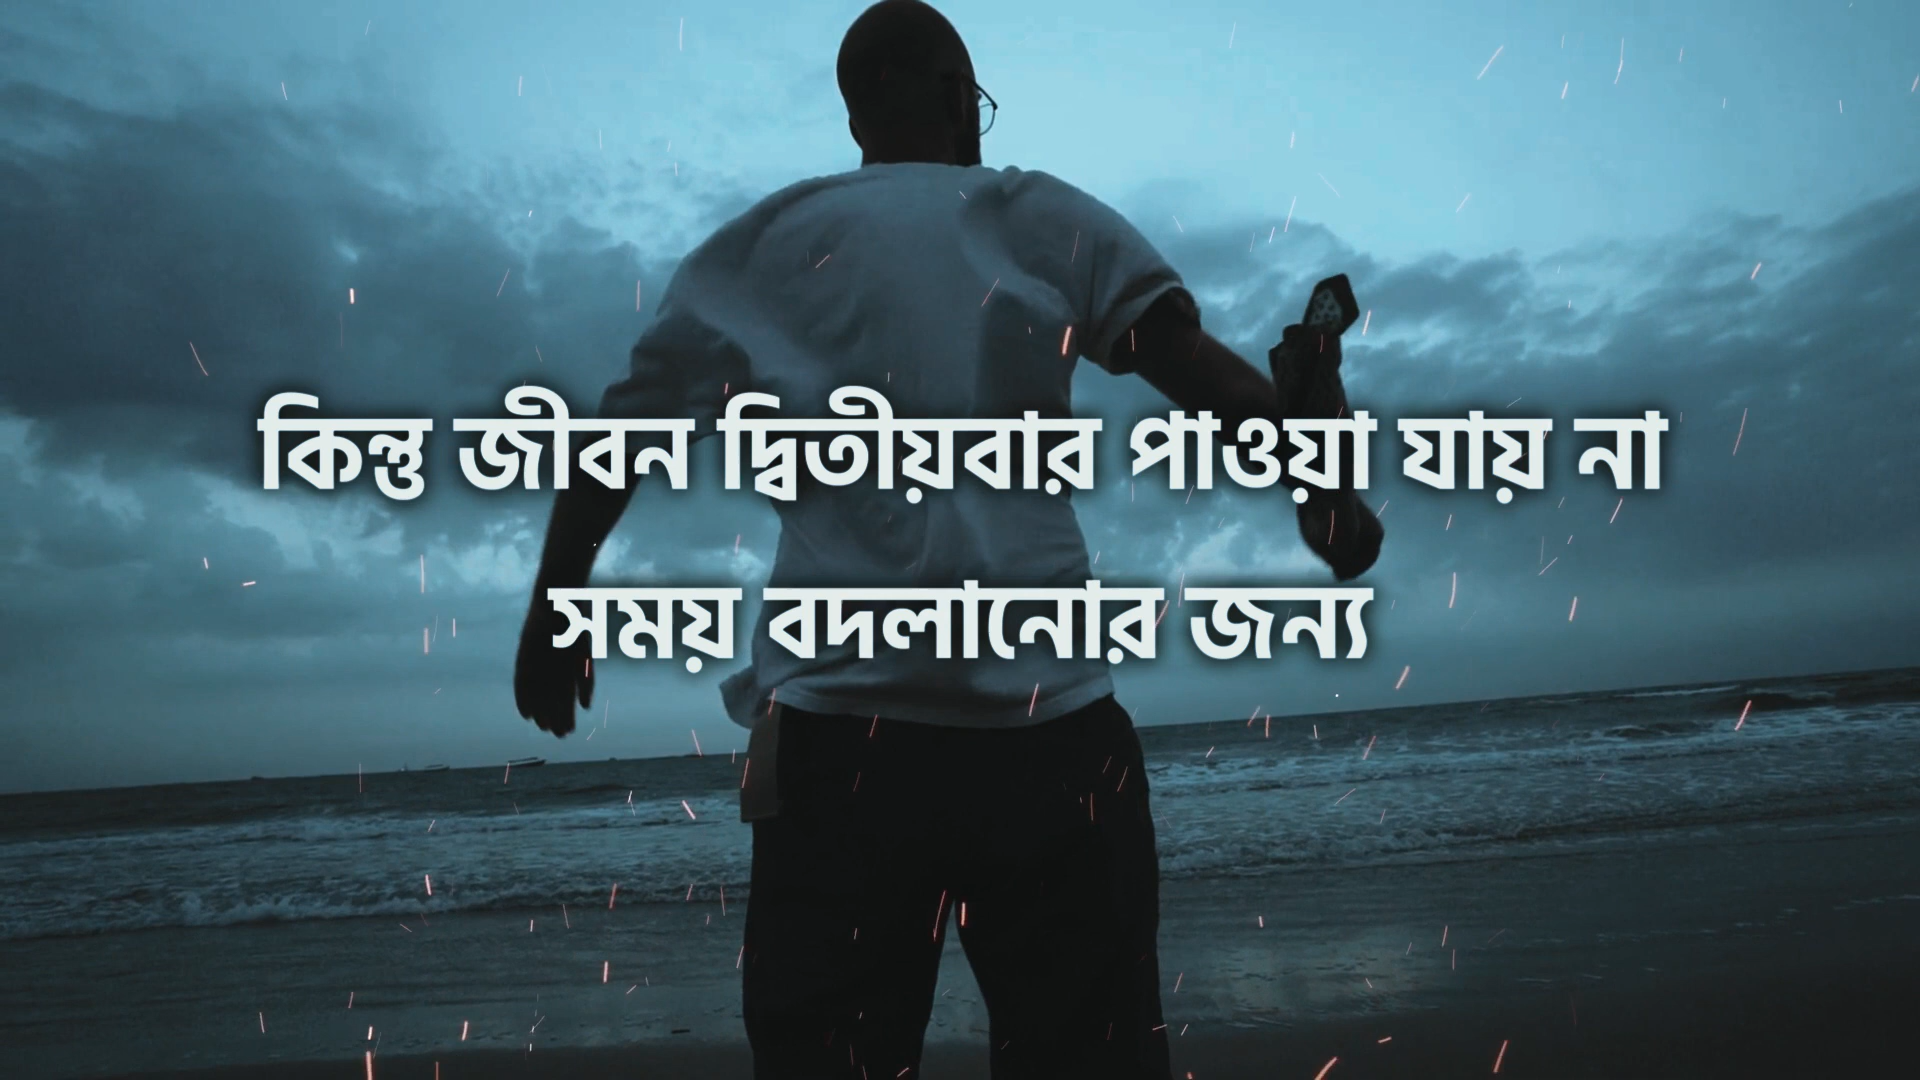 কিন্তু জীবন দ্বিতীয়বার পাওয়া যায় না
সময় বদলানোর জন্য